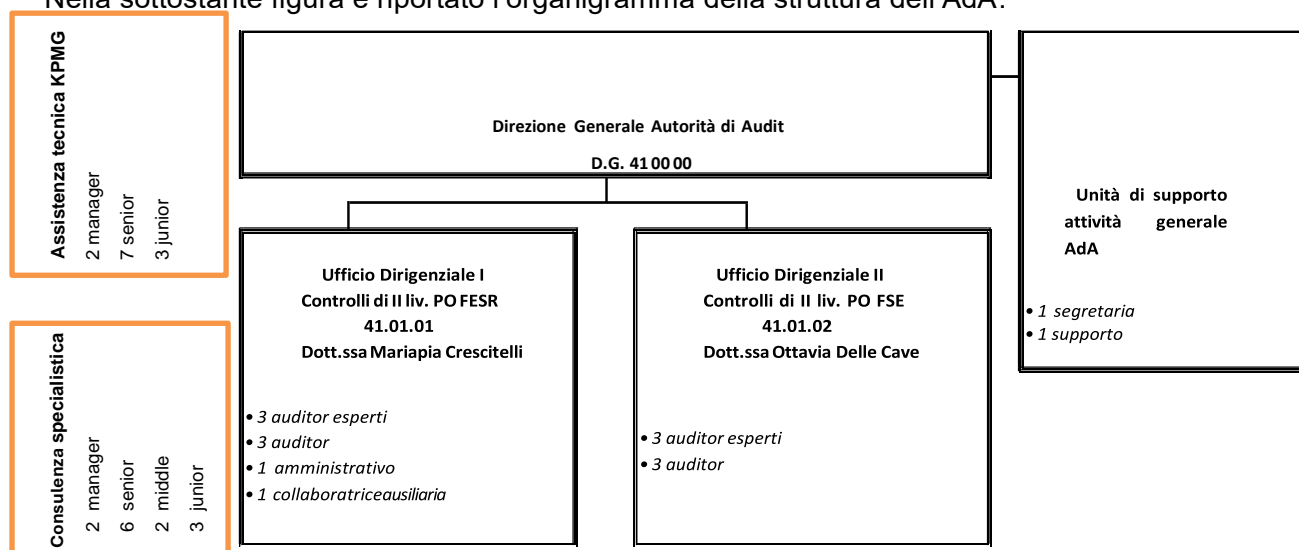 Nella sottostante figura è riportato l'organigramma della struttura dell'AdA:
Assistenza tecnica KPMG
2 manager
7 senior
3 junior
Direzione Generale Autorità di Audit
D.G. 41 00 00
Unità di supporto
attività generale
AdA
• 1 segretaria
• 1 supporto
Ufficio Dirigenziale I
Controlli di II liv. PO FESR
41.01.01
Dott.ssa Mariapia Crescitelli
• 3 auditor esperti
• 3 auditor
• 1 amministrativo
• 1 collaboratrice ausiliaria
Ufficio Dirigenziale II
Controlli di II liv. PO FSE
41.01.02
Dott.ssa Ottavia Delle Cave
• 3 auditor esperti
• 3 auditor
Consulenza specialistica
2 manager
6 senior
2 middle
3 junior